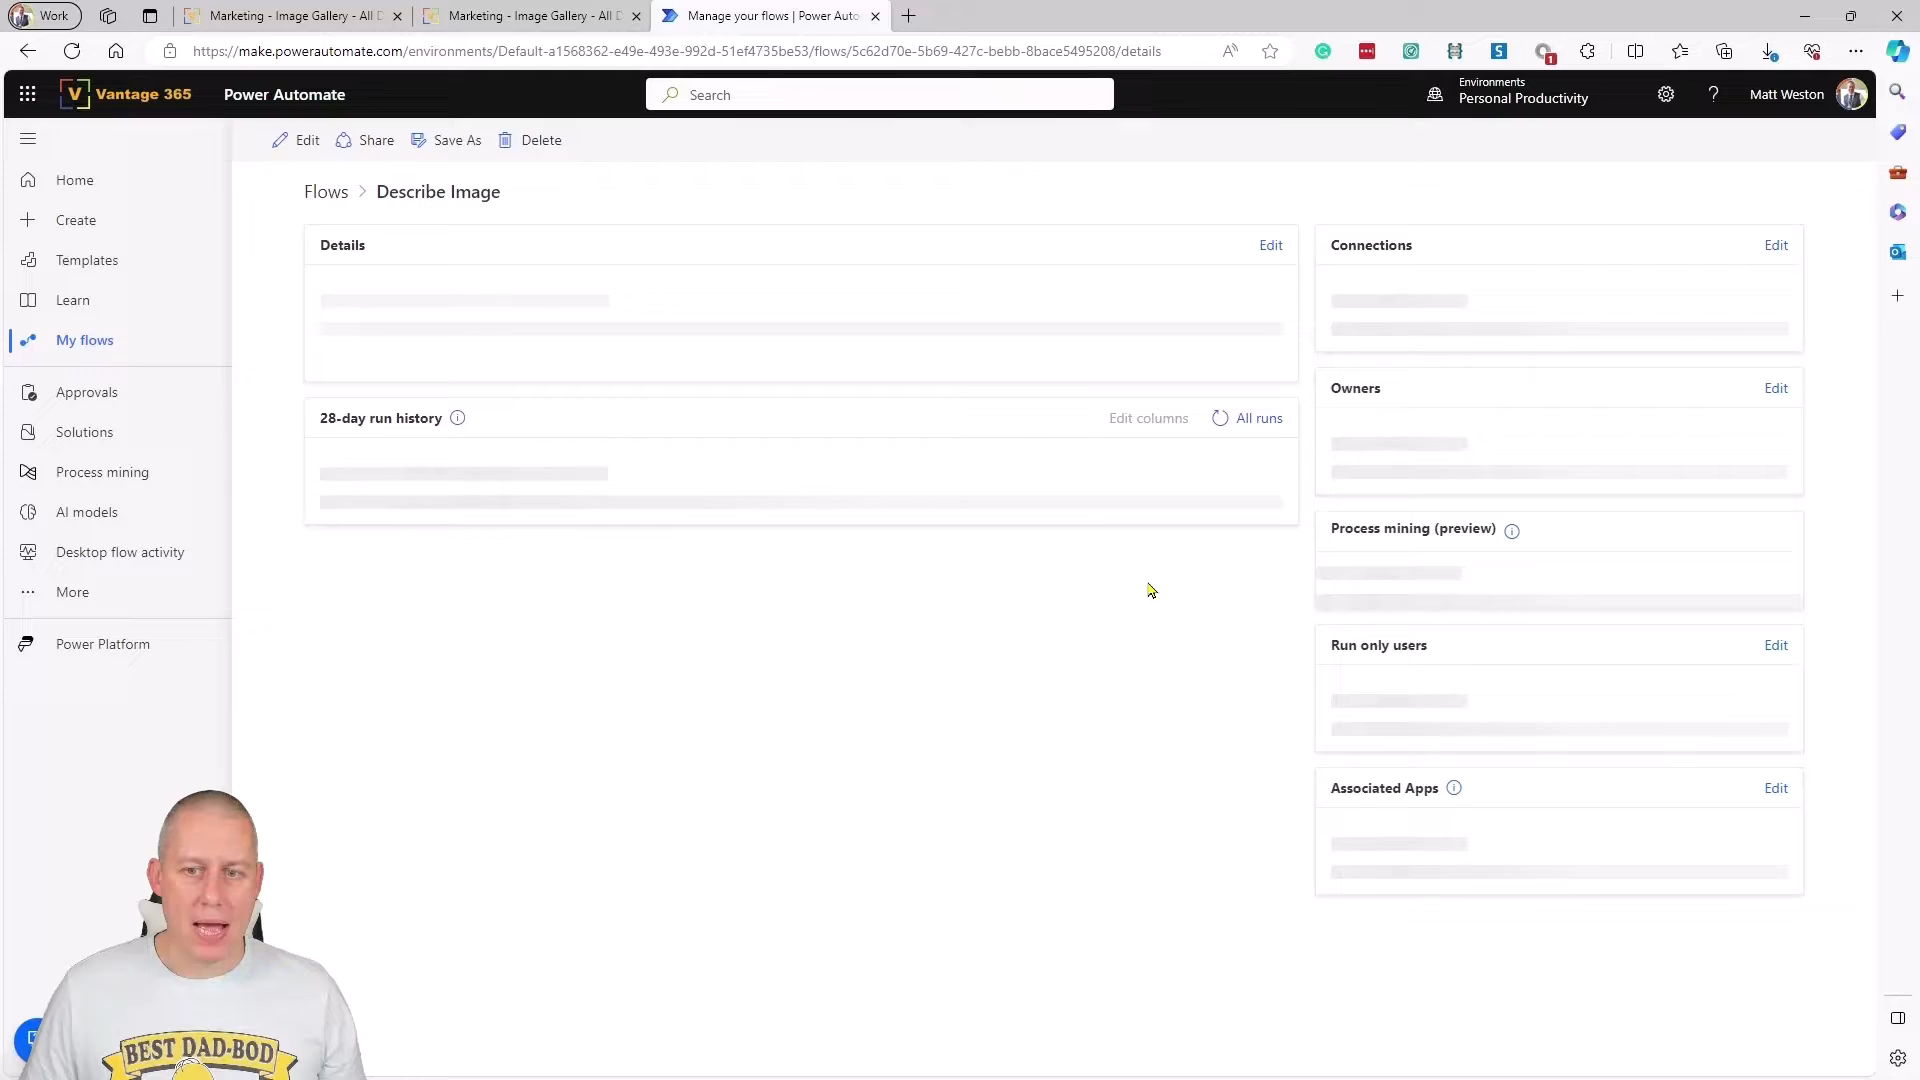 Work
Marketing - Image Gallery - All D
Marketing - Image Gallery - All D
Manage your flows | Power Auto
https://make.powerautomate.com/environments/Default-a1568362-e49e-493e-992d-51ef4735be53/flows/5c62d70e-5b69-427c-bebb-8bace5495208/details
1
V Vantage 365
Power Automate
Search
Environments
Personal Productivity
Matt Weston
Edit
Share
Save As
Delete
Home
Create
Templates
Learn
My flows
Approvals
Solutions
Process mining
AI models
Desktop flow activity
More
Power Platform
Flows > Describe Image
Details
Edit
28-day run history
Edit columns
All runs
Connections
Edit
Owners
Edit
Process mining (preview)
Run only users
Edit
Associated Apps
Edit
BEST DAD-BOD